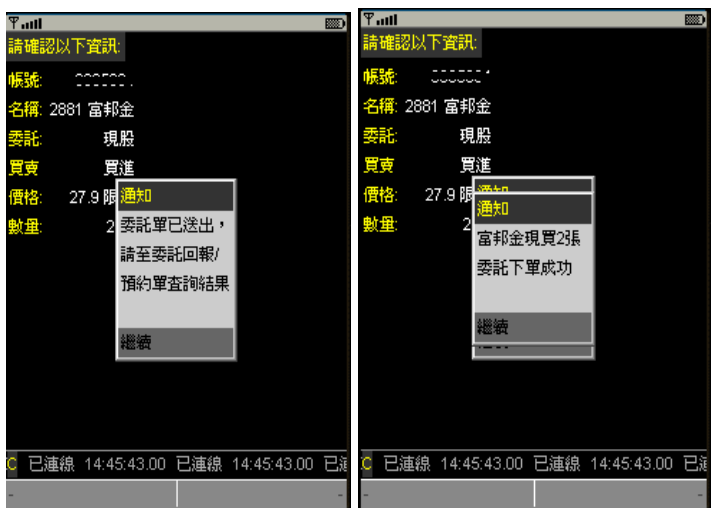 請確認以下資訊:
帳號:
名稱: 2881 富邦金
委託: 現股
買賣 買進
價格: 27.9 限
數量: 2
通知
委託單已送出，
請至委託回報/
預約單查詢結果
繼續
C 已連線 14:45:43.00 已連線 14:45:43.00 已連
-
-
請確認以下資訊:
帳號:
名稱: 2881 富邦金
委託: 現股
買賣 買進
價格: 27.9 限
數量: 2
通知
通知
富邦金現買2張
委託下單成功
繼續
C 已連線 14:45:43.00 已連線 14:45:43.00 已連
-
-